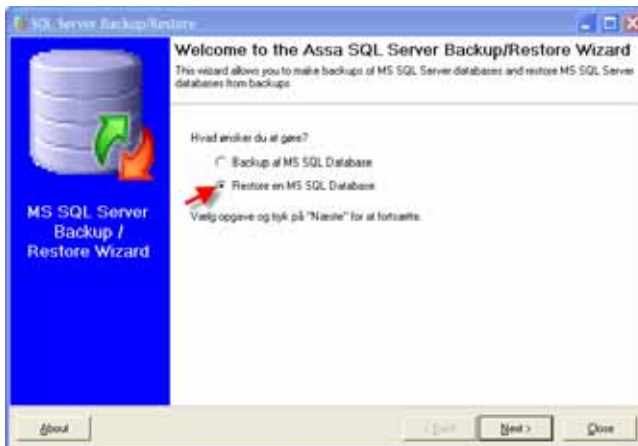 SQL Server Backup/Restore
Welcome to the Assa SQL Server Backup/Restore Wizard
This wizard allows you to make backups of MS SQL Server databases and restore MS SQL Server
databases from backups
Hvad ønsker du at gøre?
Backup af MS SQL Database
Restore en MS SQL Database
Vælg opgave og tyk på "Næste" for at fortsætte.
MS SQL Server
Backup /
Restore Wizard
About
< Back
Next >
Close